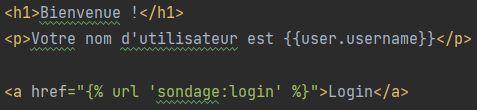 <h1>Bienvenue !</h1>
<p>Votre nom d'utilisateur est {{user.username}}</p>
<a href="{% url 'sondage:login' %}">Login</a>